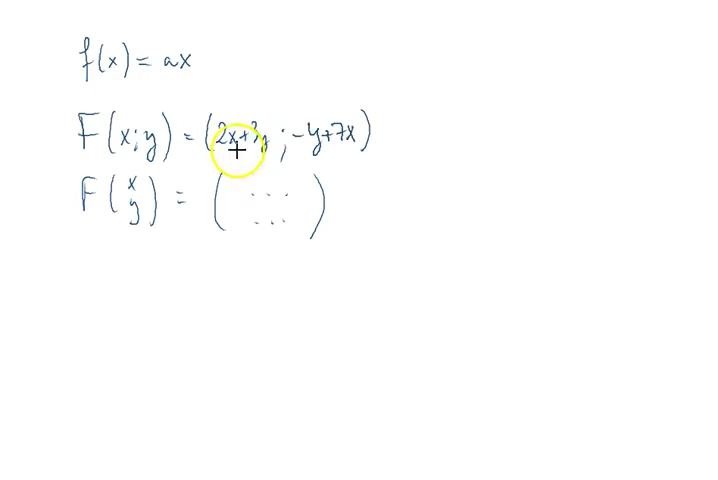 f(x) = ax
F(x;y) = (2x+3y ; -y+7x)
F(x y) = (... ...)